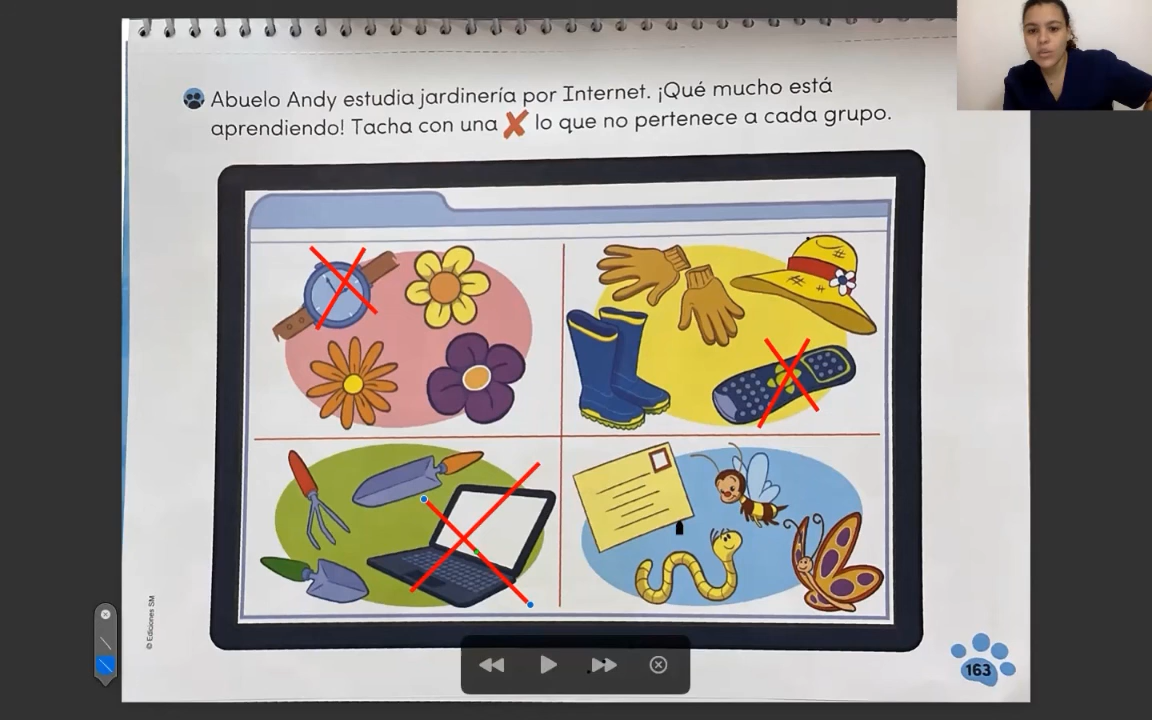 Abuelo Andy estudia jardinería por Internet. ¡Qué mucho está
aprendiendo! Tacha con una ✗ lo que no pertenece a cada grupo.
© Ediciones SM
163